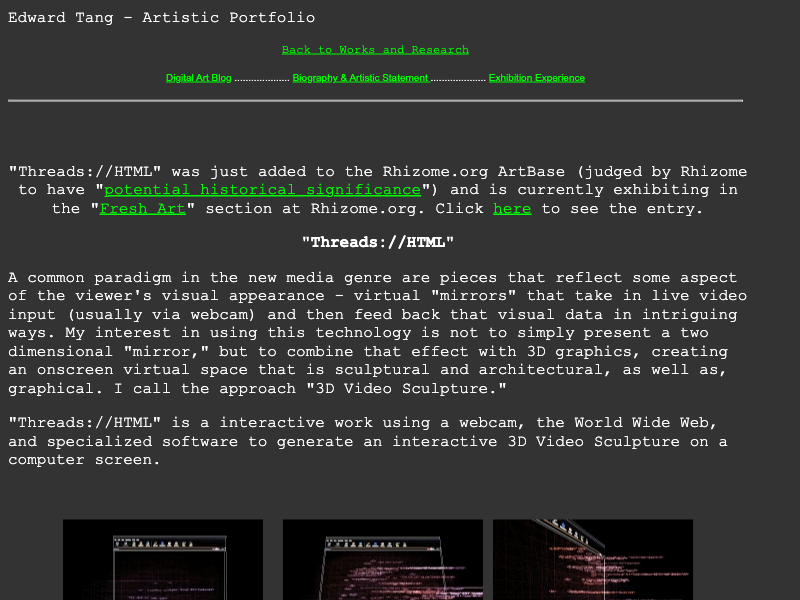 Edward Tang - Artistic Portfolio
Back to Works and Research
Digital Art Blog .................... Biography & Artistic Statement .................... Exhibition Experience
"Threads://HTML" was just added to the Rhizome.org ArtBase (judged by Rhizome
to have "potential historical significance") and is currently exhibiting in
the "Fresh Art" section at Rhizome.org. Click here to see the entry.
"Threads://HTML"
A common paradigm in the new media genre are pieces that reflect some aspect
of the viewer's visual appearance - virtual "mirrors" that take in live video
input (usually via webcam) and then feed back that visual data in intriguing
ways. My interest in using this technology is not to simply present a two
dimensional "mirror," but to combine that effect with 3D graphics, creating
an onscreen virtual space that is sculptural and architectural, as well as,
graphical. I call the approach "3D Video Sculpture."
"Threads://HTML" is a interactive work using a webcam, the World Wide Web,
and specialized software to generate an interactive 3D Video Sculpture on a
computer screen.